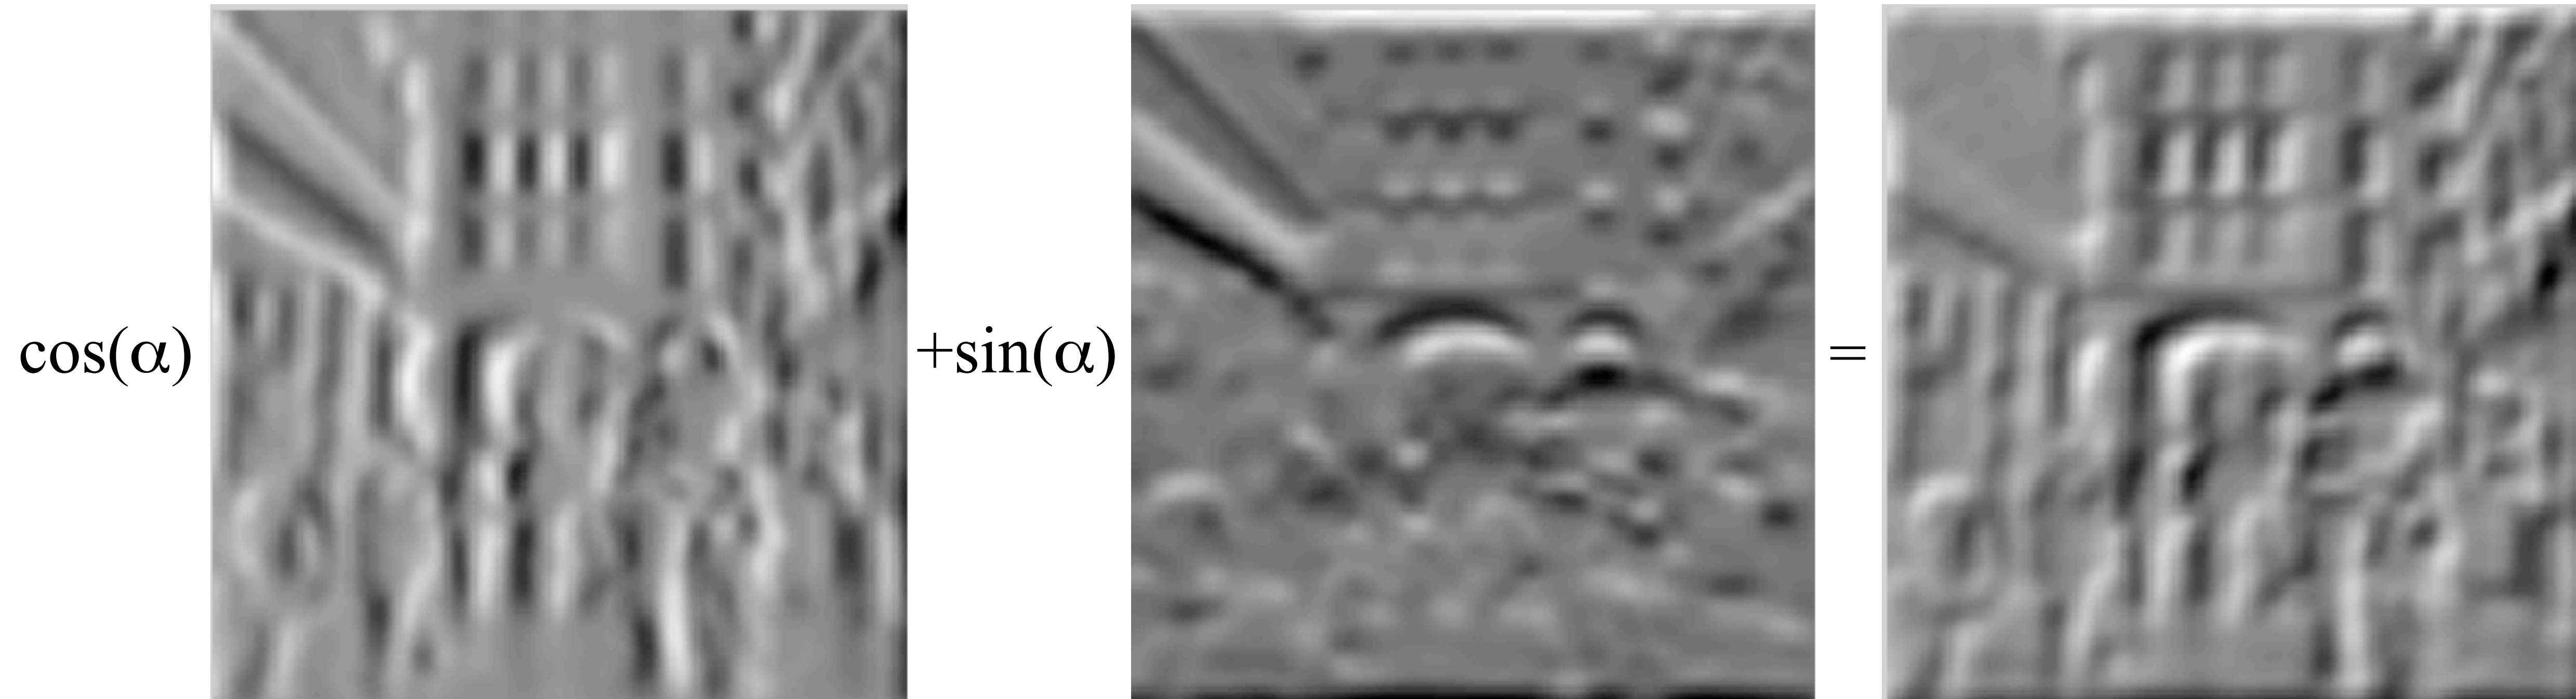 cos(α) +sin(α) =